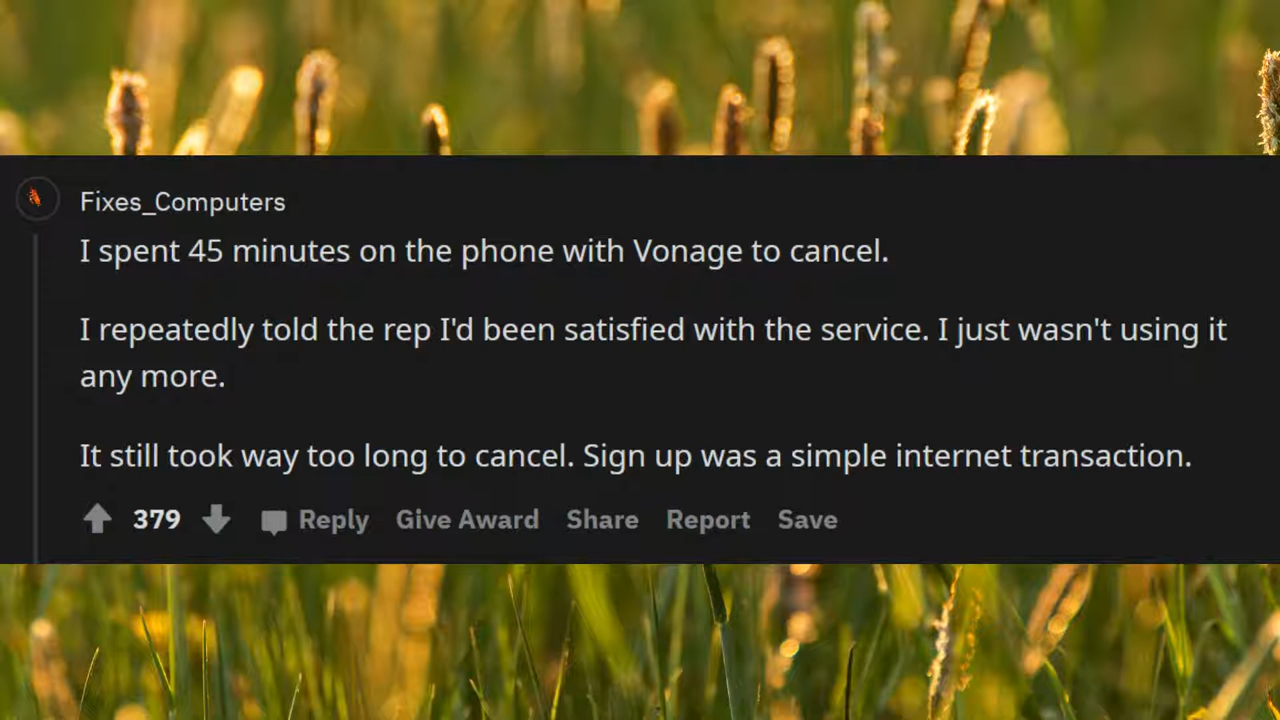 Fixes_Computers
I spent 45 minutes on the phone with Vonage to cancel.
I repeatedly told the rep I'd been satisfied with the service. I just wasn't using it
any more.
It still took way too long to cancel. Sign up was a simple internet transaction.
379 Reply Give Award Share Report Save